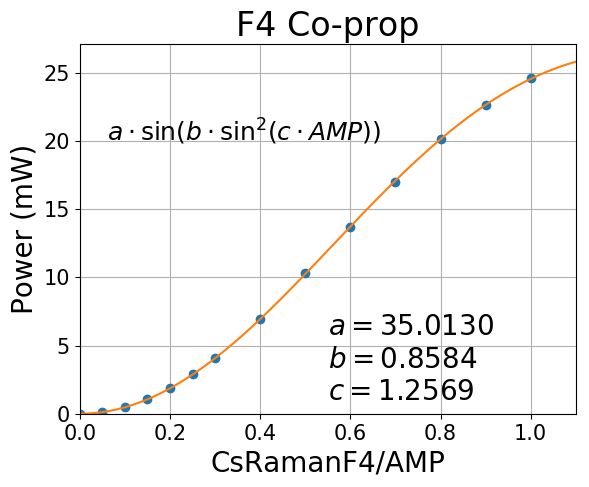 F4 Co-prop
25
20
15
10
5
0
Power (mW)
a · sin(b · sin²(c · AMP))
a = 35.0130
b = 0.8584
c = 1.2569
0.0 0.2 0.4 0.6 0.8 1.0
CsRamanF4/AMP